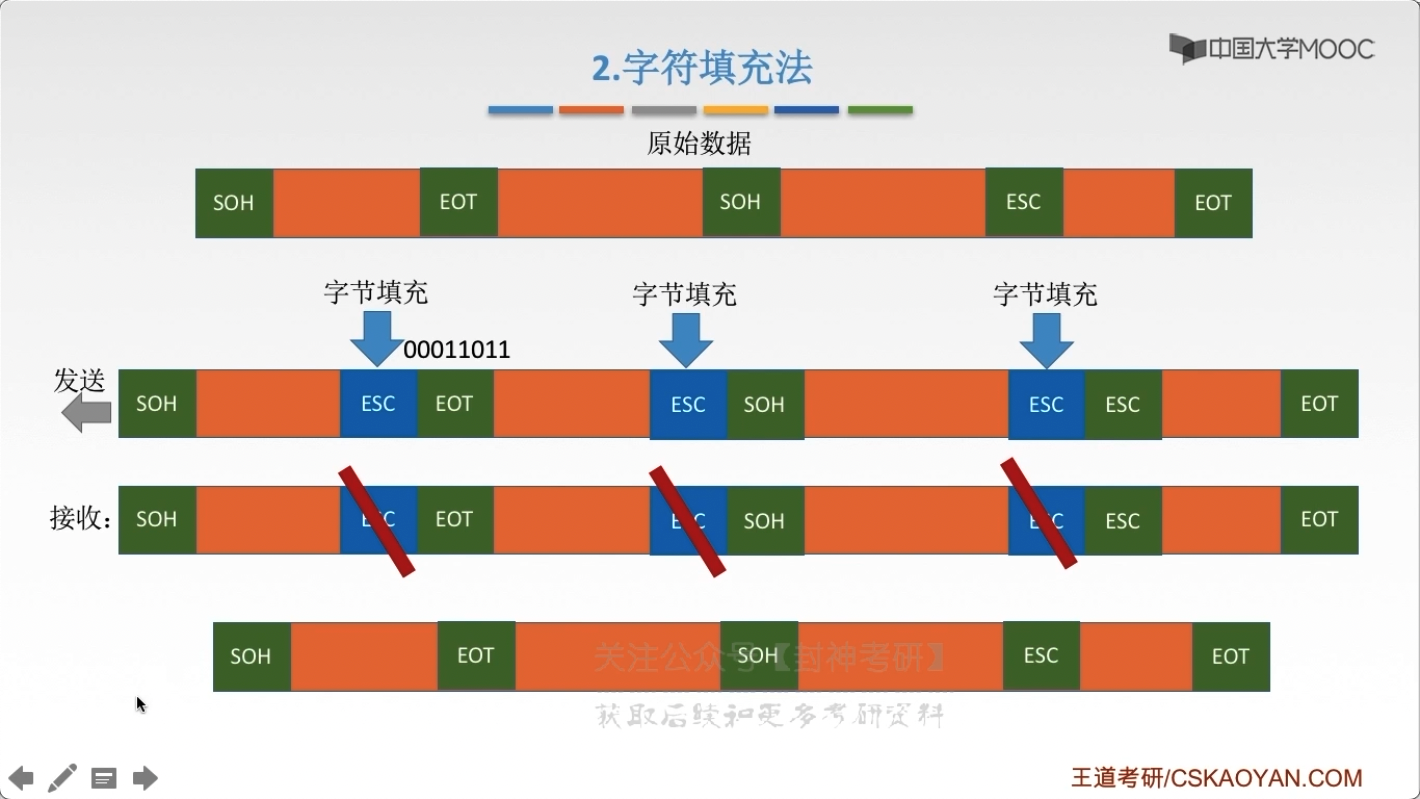 中国大学MOOC
2.字符填充法
原始数据
SOH EOT SOH ESC EOT
字节填充 字节填充 字节填充
00011011
发送
SOH ESC EOT ESC SOH ESC ESC EOT
接收：
SOH ESC EOT ESC SOH ESC ESC EOT
SOH EOT SOH ESC EOT
关注公众号【封神考研】
获取后续和更多考研资料
王道考研/CSKAOYAN.COM